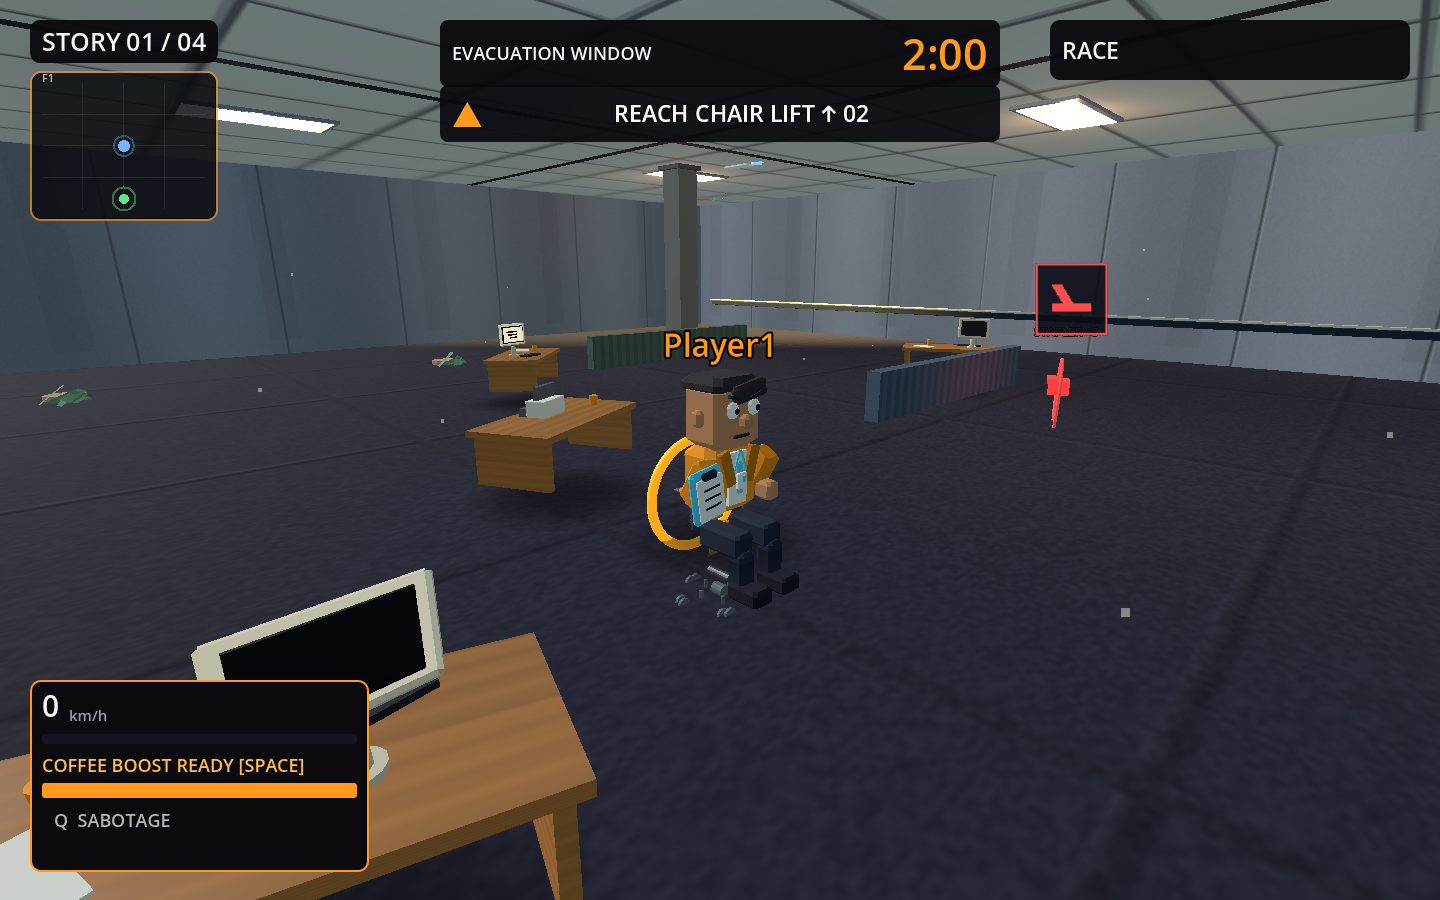 STORY 01 / 04
F1
EVACUATION WINDOW
2:00
REACH CHAIR LIFT ↑ 02
RACE
Player1
0 km/h
COFFEE BOOST READY [SPACE]
Q SABOTAGE